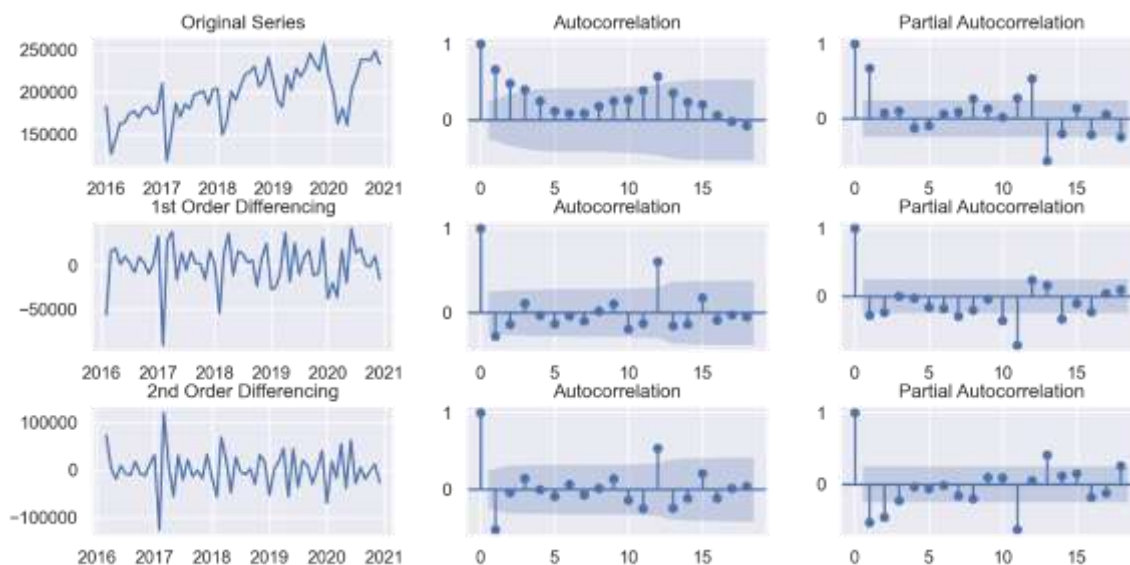 Original Series Autocorrelation Partial Autocorrelation
250000 1 1
200000
150000 0 0
2016 2017 2018 2019 2020 2021 0 5 10 15 0 5 10 15
1st Order Differencing Autocorrelation Partial Autocorrelation
1 1
0
−50000 0 0
2016 2017 2018 2019 2020 2021 0 5 10 15 0 5 10 15
2nd Order Differencing Autocorrelation Partial Autocorrelation
100000 1 1
0
−100000 0 0
2016 2017 2018 2019 2020 2021 0 5 10 15 0 5 10 15